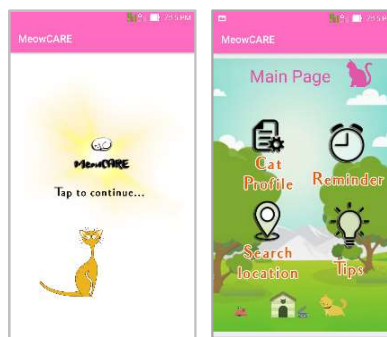 MeowCARE
MeowCARE
Tap to continue...
MeowCARE
Main Page
Cat
Profile
Reminder
Search
location
Tips